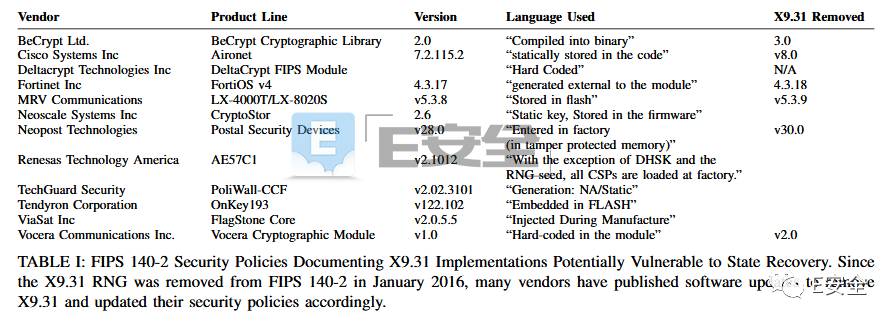 Vendor Product Line Version Language Used X9.31 Removed
BeCrypt Ltd. BeCrypt Cryptographic Library 2.0 “Compiled into binary” 3.0
Cisco Systems Inc Aironet 7.2.115.2 “statically stored in the code” v8.0
Deltacrypt Technologies Inc DeltaCrypt FIPS Module “Hard Coded” N/A
Fortinet Inc FortiOS v4 4.3.17 “generated external to the module” 4.3.18
MRV Communications LX-4000T/LX-8020S v5.3.8 “Stored in flash” v5.3.9
Neoscale Systems Inc CryptoStor 2.6 “Static key, Stored in the firmware”
Neopost Technologies Postal Security Devices v28.0 “Entered in factory v30.0
(in tamper protected memory)”
Renesas Technology America AE57C1 v2.1012 “With the exception of DHSK and the
RNG seed, all CSPs are loaded at factory.”
TechGuard Security PoliWall-CCF v2.02.3101 “Generation: NA/Static”
Tendyron Corporation OnKey193 v122.102 “Embedded in FLASH”
ViaSat Inc FlagStone Core v2.0.5.5 “Injected During Manufacture”
Vocera Communications Inc. Vocera Cryptographic Module v1.0 “Hard-coded in the module” v2.0
E安全
TABLE I: FIPS 140-2 Security Policies Documenting X9.31 Implementations Potentially Vulnerable to State Recovery. Since
the X9.31 RNG was removed from FIPS 140-2 in January 2016, many vendors have published software updates to remove
X9.31 and updated their security policies accordingly.
E安全